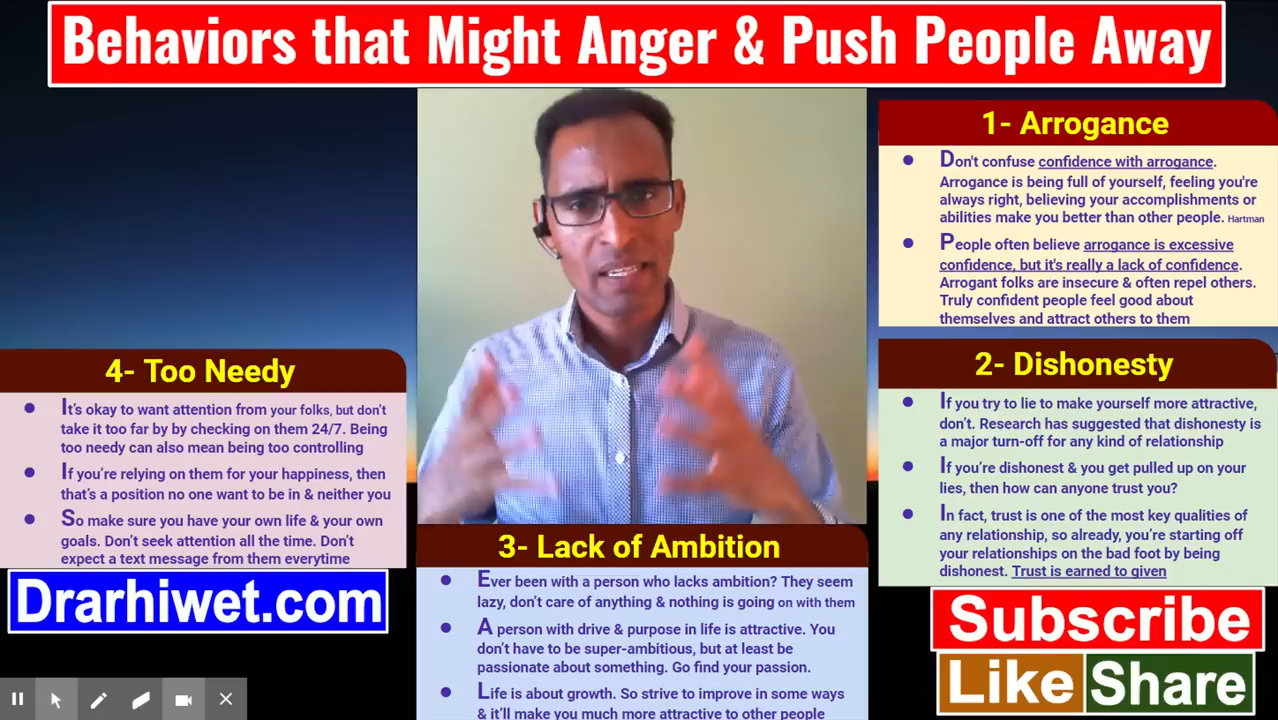 Behaviors that Might Anger & Push People Away
1- Arrogance
● Don't confuse confidence with arrogance.
Arrogance is being full of yourself, feeling you're
always right, believing your accomplishments or
abilities make you better than other people. Hartman
● People often believe arrogance is excessive
confidence, but it's really a lack of confidence.
Arrogant folks are insecure & often repel others.
Truly confident people feel good about
themselves and attract others to them
2- Dishonesty
● If you try to lie to make yourself more attractive,
don't. Research has suggested that dishonesty is
a major turn-off for any kind of relationship
● If you're dishonest & you get pulled up on your
lies, then how can anyone trust you?
● In fact, trust is one of the most key qualities of
any relationship, so already, you're starting off
your relationships on the bad foot by being
dishonest. Trust is earned to given
3- Lack of Ambition
● Ever been with a person who lacks ambition? They seem
lazy, don't care of anything & nothing is going on with them
● A person with drive & purpose in life is attractive. You
don't have to be super-ambitious, but at least be
passionate about something. Go find your passion.
● Life is about growth. So strive to improve in some ways
& it'll make you much more attractive to other people
4- Too Needy
● It's okay to want attention from your folks, but don't
take it too far by by checking on them 24/7. Being
too needy can also mean being too controlling
● If you're relying on them for your happiness, then
that's a position no one want to be in & neither you
● So make sure you have your own life & your own
goals. Don't seek attention all the time. Don't
expect a text message from them everytime
Drarhiwet.com
Subscribe
Like Share